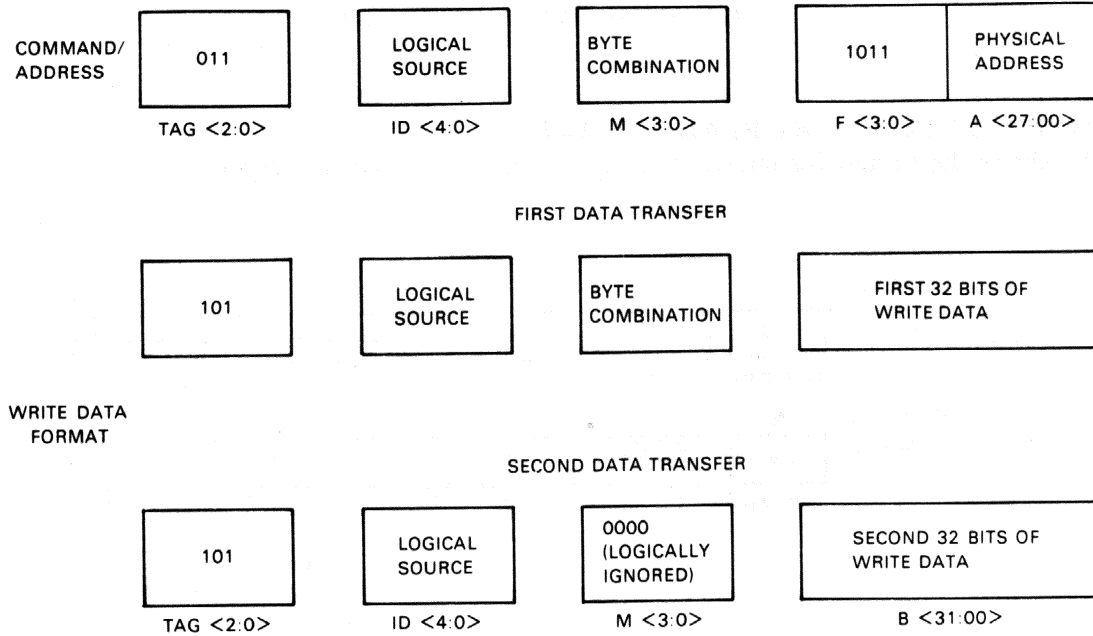 COMMAND/
ADDRESS
011
LOGICAL
SOURCE
BYTE
COMBINATION
1011
PHYSICAL
ADDRESS
TAG <2:0>
ID <4:0>
M <3:0>
F <3:0>
A <27:00>
FIRST DATA TRANSFER
101
LOGICAL
SOURCE
BYTE
COMBINATION
FIRST 32 BITS OF
WRITE DATA
WRITE DATA
FORMAT
SECOND DATA TRANSFER
101
LOGICAL
SOURCE
0000
(LOGICALLY
IGNORED)
SECOND 32 BITS OF
WRITE DATA
TAG <2:0>
ID <4:0>
M <3:0>
B <31:00>